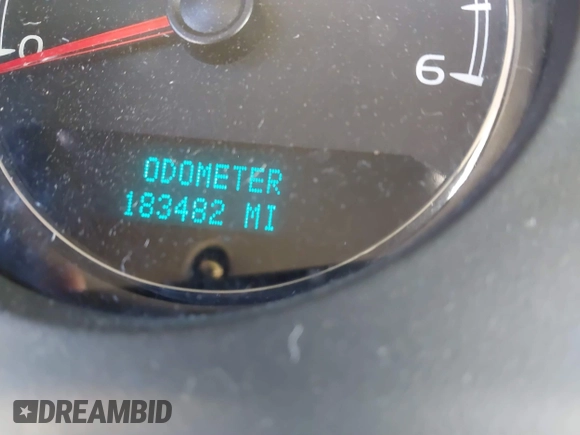 0
6
ODOMETER
183482 MI
DREAMBID